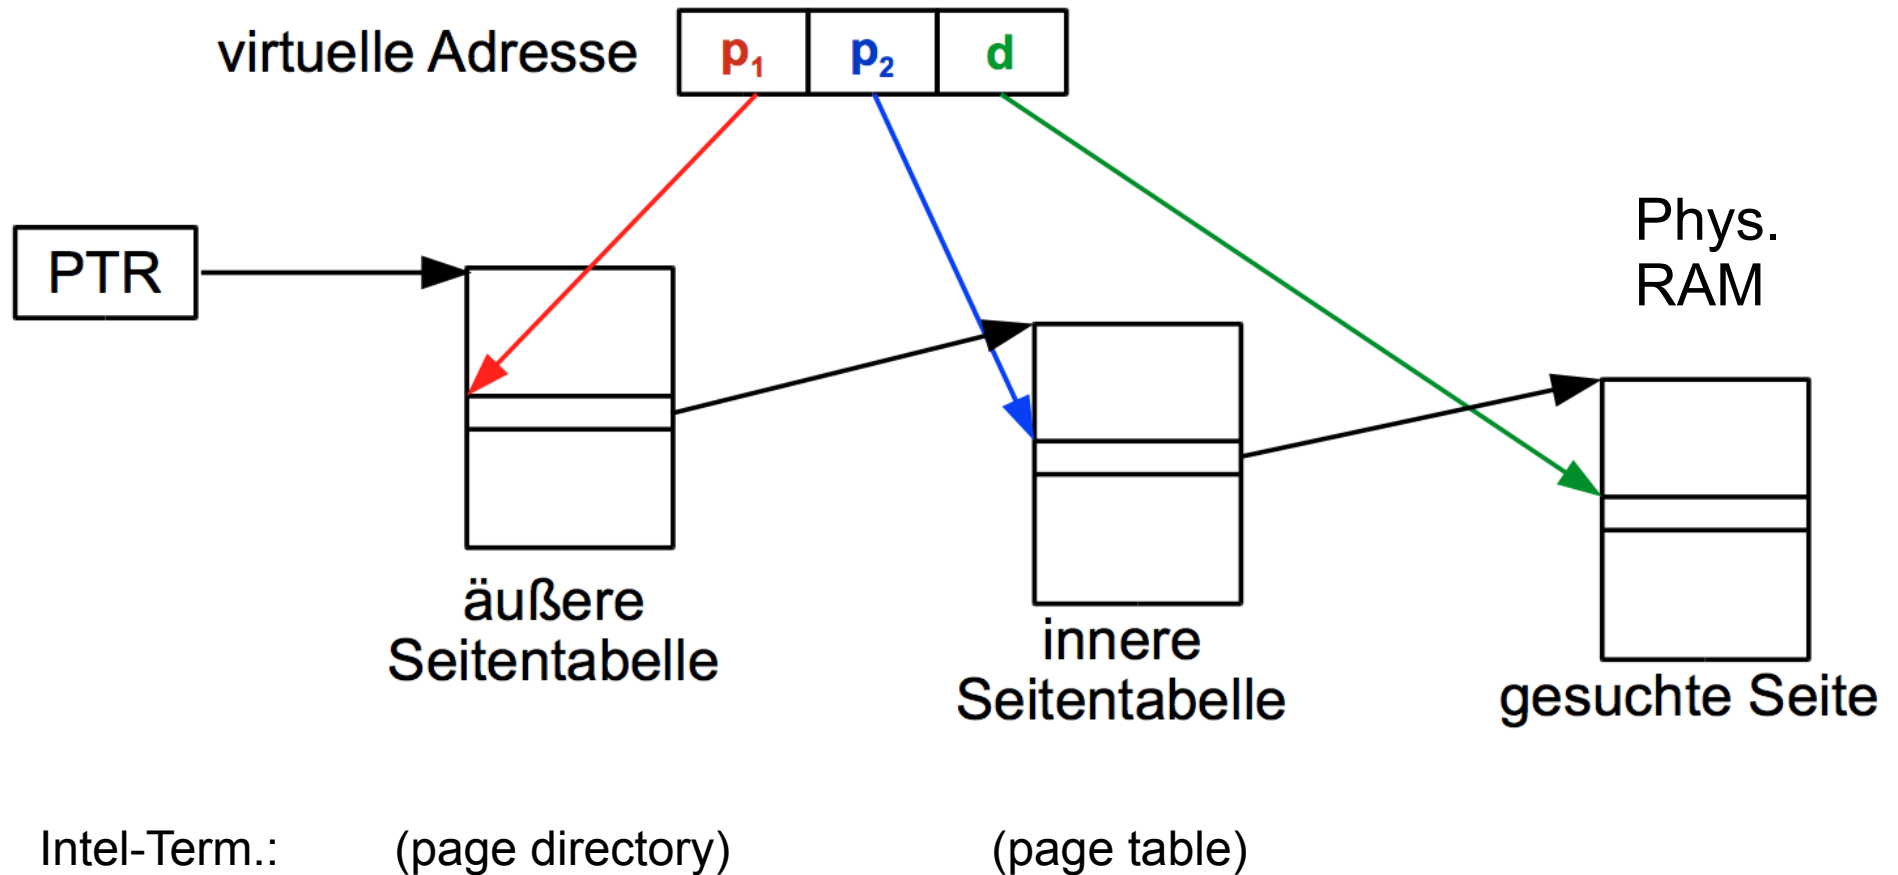 virtuelle Adresse
p1 p2 d
PTR
Phys.
RAM
äußere
Seitentabelle
innere
Seitentabelle
gesuchte Seite
Intel-Term.: (page directory) (page table)